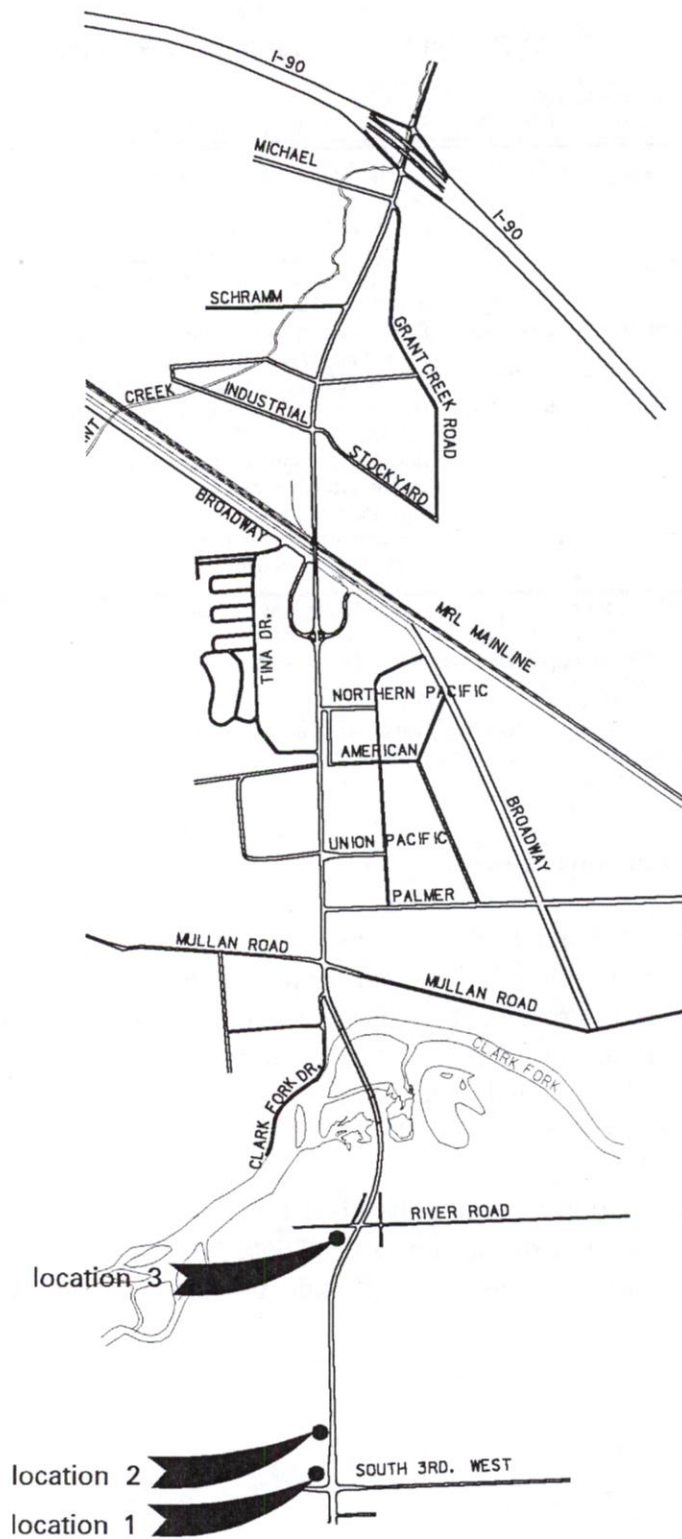 I-90
MICHAEL
I-90
SCHRAMM
GRANT CREEK ROAD
CREEK
INDUSTRIAL
NT
STOCKYARD
BROADWAY
MRL MAINLINE
TINA DR.
NORTHERN PACIFIC
AMERICAN
BROADWAY
UNION PACIFIC
PALMER
MULLAN ROAD
MULLAN ROAD
CLARK FORK
CLARK FORK DR.
RIVER ROAD
location 3
location 2
SOUTH 3RD. WEST
location 1